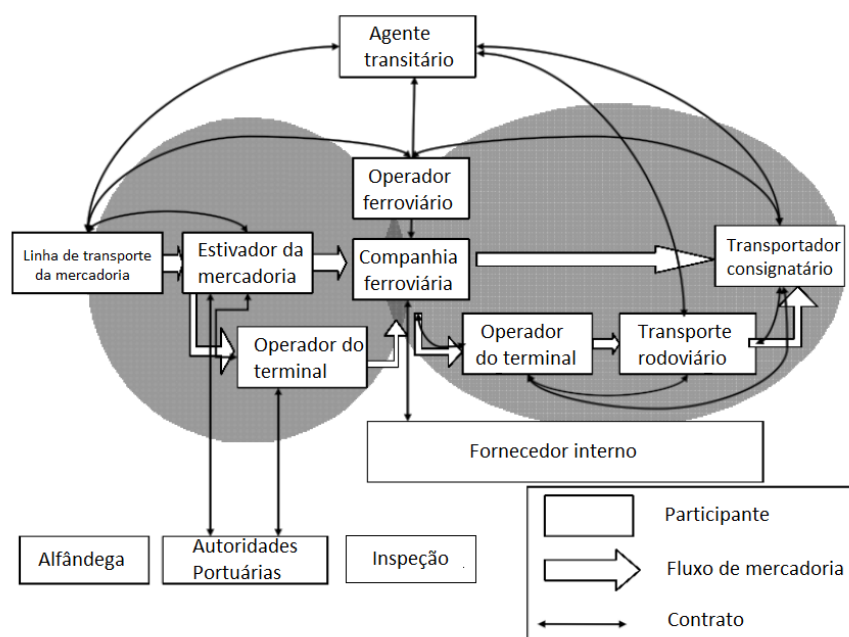 Agente
transitário
Operador
ferroviário
Linha de transporte
da mercadoria
Estivador da
mercadoria
Companhia
ferroviária
Transportador
consignatário
Operador do
terminal
Operador
do terminal
Transporte
rodoviário
Fornecedor interno
Alfândega
Autoridades
Portuárias
Inspeção
Participante
Fluxo de mercadoria
Contrato